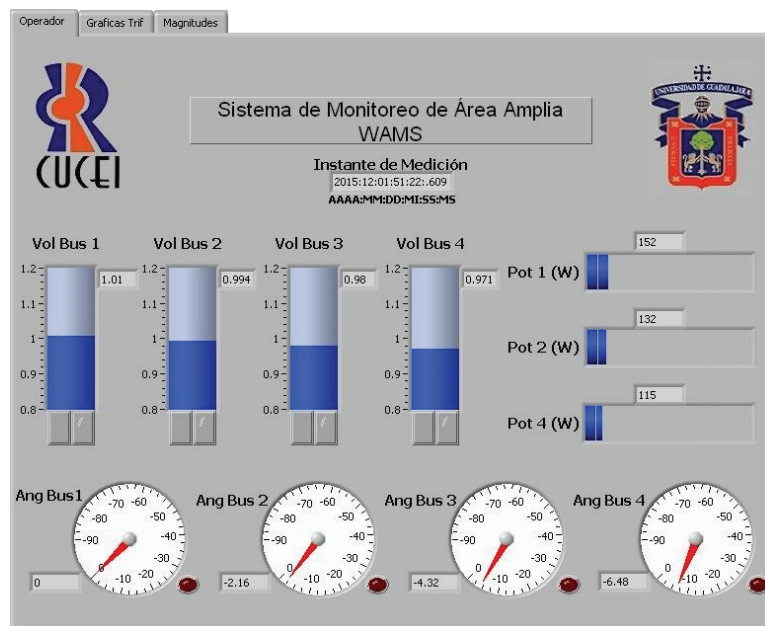 Operador Graficas Trif Magnitudes
CUCEI
Sistema de Monitoreo de Área Amplia
WAMS
UNIVERSIDAD DE GUADALAJARA
PIENSA Y TRABAJA
Instante de Medición
2015:12:01:51:22:.609
AAAA:MM:DD:MI:SS:MS
Vol Bus 1 Vol Bus 2 Vol Bus 3 Vol Bus 4
1.2 1.1 1 0.9 0.8
1.01
1.2 1.1 1 0.9 0.8
0.994
1.2 1.1 1 0.9 0.8
0.98
1.2 1.1 1 0.9 0.8
0.971
152
Pot 1 (W)
132
Pot 2 (W)
115
Pot 4 (W)
Ang Bus1
-90 -80 -70 -60 -50 -40 -30 -20 -10 0
0
Ang Bus 2
-90 -80 -70 -60 -50 -40 -30 -20 -10 0
-2.16
Ang Bus 3
-90 -80 -70 -60 -50 -40 -30 -20 -10 0
-4.32
Ang Bus 4
-90 -80 -70 -60 -50 -40 -30 -20 -10 0
-6.48